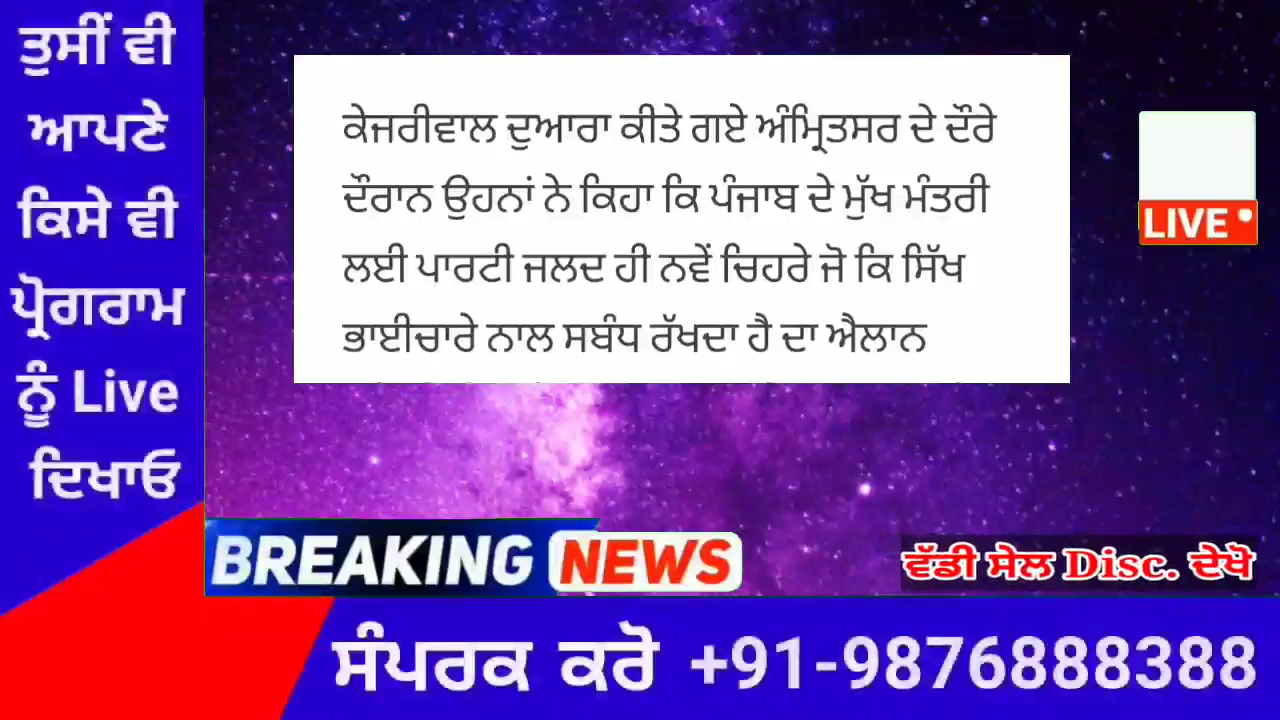 ਤੁਸੀਂ ਵੀ
ਆਪਣੇ
ਕਿਸੇ ਵੀ
ਪ੍ਰੋਗਰਾਮ
ਨੂੰ Live
ਦਿਖਾਓ
ਕੇਜਰੀਵਾਲ ਦੁਆਰਾ ਕੀਤੇ ਗਏ ਅੰਮ੍ਰਿਤਸਰ ਦੇ ਦੌਰੇ
ਦੌਰਾਨ ਉਹਨਾਂ ਨੇ ਕਿਹਾ ਕਿ ਪੰਜਾਬ ਦੇ ਮੁੱਖ ਮੰਤਰੀ
ਲਈ ਪਾਰਟੀ ਜਲਦ ਹੀ ਨਵੇਂ ਚਿਹਰੇ ਜੋ ਕਿ ਸਿੱਖ
ਭਾਈਚਾਰੇ ਨਾਲ ਸਬੰਧ ਰੱਖਦਾ ਹੈ ਦਾ ਐਲਾਨ
LIVE
BREAKING NEWS
ਵੱਡੀ ਸੇਲ Disc. ਦੇਖੋ
ਸੰਪਰਕ ਕਰੋ +91-9876888388